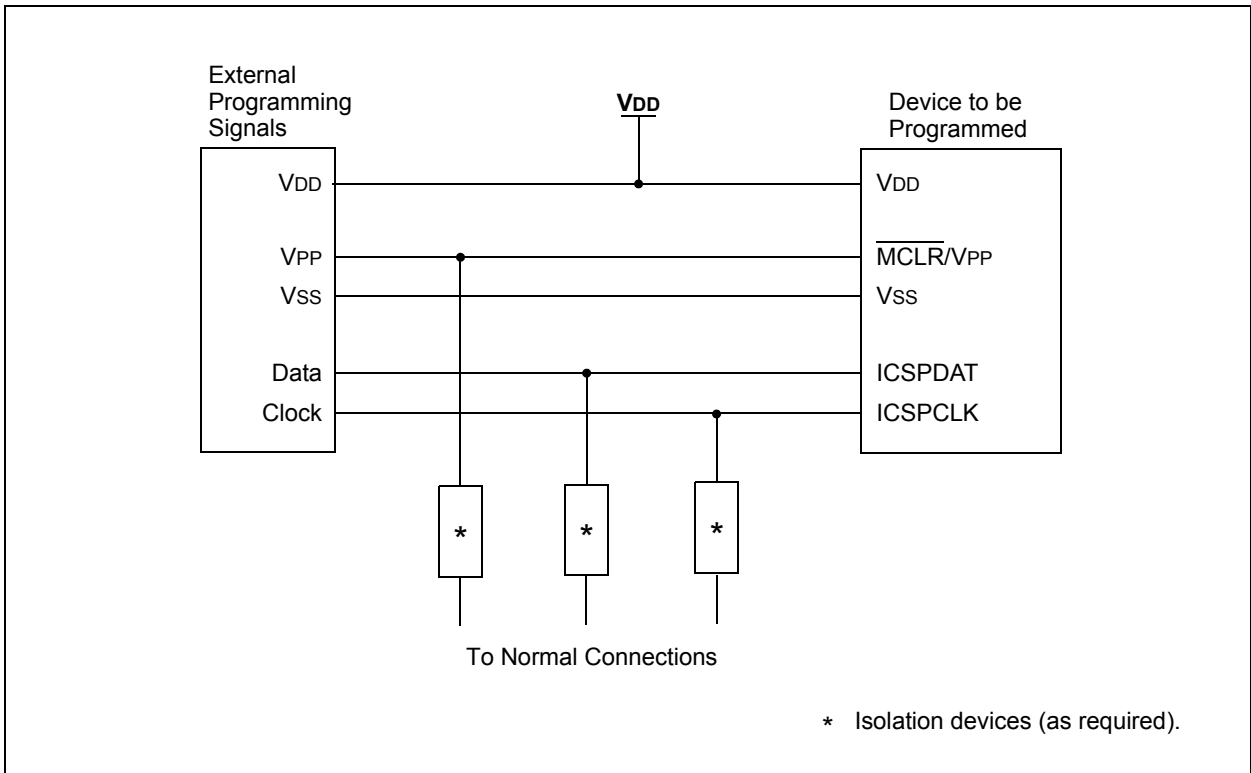 External
Programming
Signals
VDD
Device to be
Programmed
VDD
VDD
VPP
MCLR/VPP
VSS
VSS
Data
ICSPDAT
Clock
ICSPCLK
*
*
*
To Normal Connections
* Isolation devices (as required).